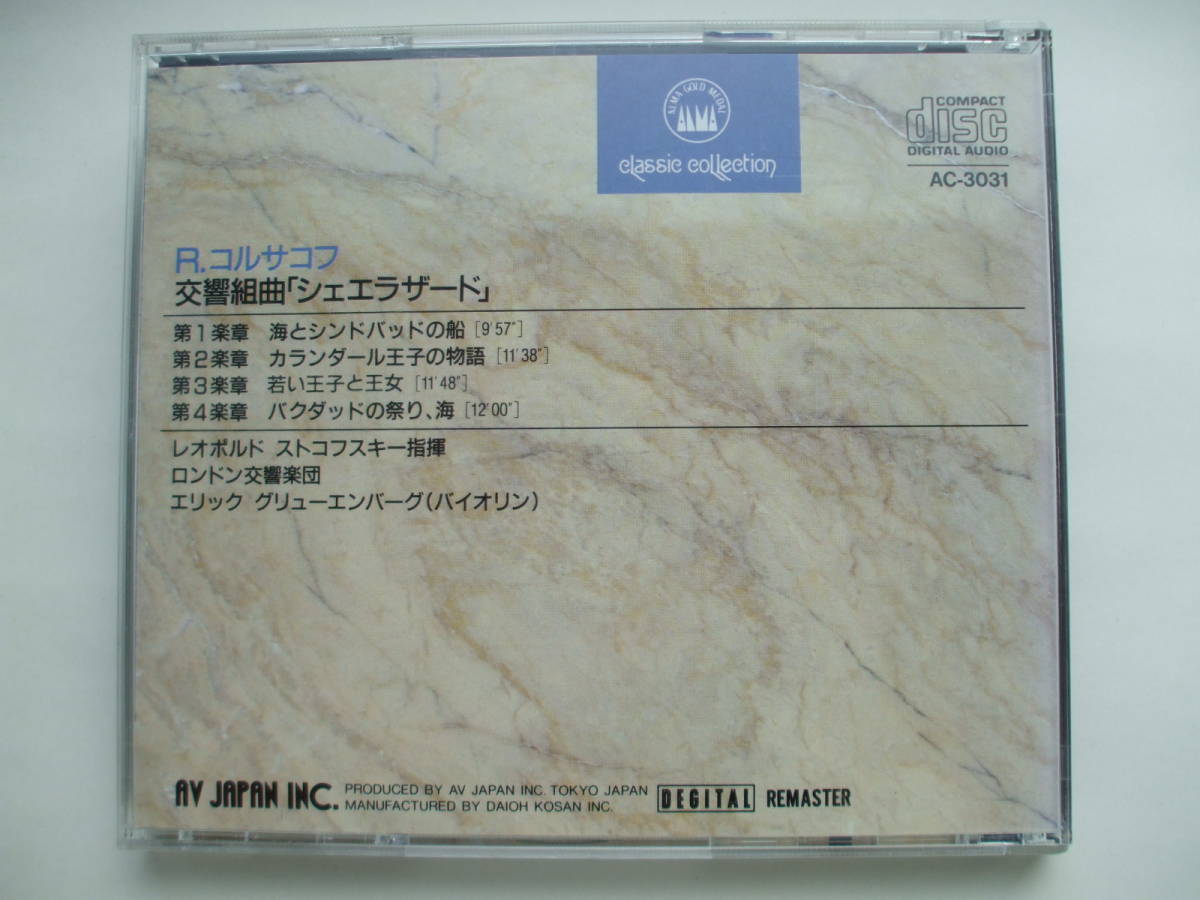 ALMA GOLD MEDAL
ALMA
classic collection
COMPACT
disc
DIGITAL AUDIO
AC-3031
R.コルサコフ
交響組曲「シェエラザード」
第1楽章 海とシンドバッドの船 [9'57"]
第2楽章 カランダール王子の物語 [11'38"]
第3楽章 若い王子と王女 [11'48"]
第4楽章 バクダッドの祭り、海 [12'00"]
レオポルド ストコフスキー指揮
ロンドン交響楽団
エリック グリューエンバーグ(バイオリン)
AV JAPAN INC.
PRODUCED BY AV JAPAN INC. TOKYO JAPAN
MANUFACTURED BY DAIOH KOSAN INC.
DEGITAL REMASTER